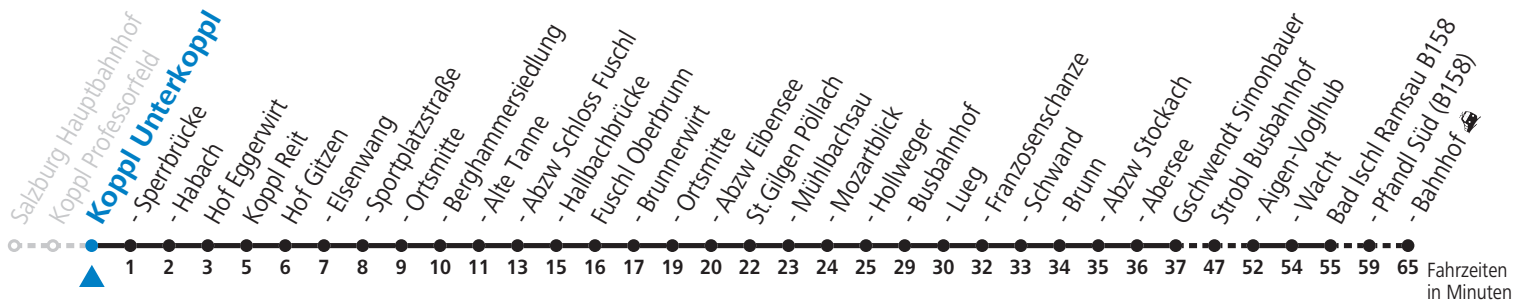 Salzburg Hauptbahnhof
Koppl Professorfeld
Koppl Unterkoppl
- Sperrbrücke
- Habach
Hof Eggerwirt
Koppl Reit
Hof Gitzen
- Elsenwang
- Sportplatzstraße
- Ortsmitte
- Berghammersiedlung
- Alte Tanne
- Abzw Schloss Fuschl
- Hallbachbrücke
Fuschl Oberbrunn
- Brunnerwirt
- Ortsmitte
- Abzw Eibensee
St.Gilgen Pöllach
- Mühlbachsau
- Mozartblick
- Hollweger
- Busbahnhof
- Lueg
- Franzosenschanze
- Schwand
- Brunn
- Abzw Stockach
- Abersee
Gschwendt Simonbauer
Strobl Busbahnhof
- Aigen-Voglhub
- Wacht
Bad Ischl Ramsau B158
- Pfandl Süd (B158)
- Bahnhof
1 2 3 5 6 7 8 9 10 11 13 15 16 17 19 20 22 23 24 25 29 30 32 33 34 35 36 37 47 52 54 55 59 65 Fahrzeiten
in Minuten